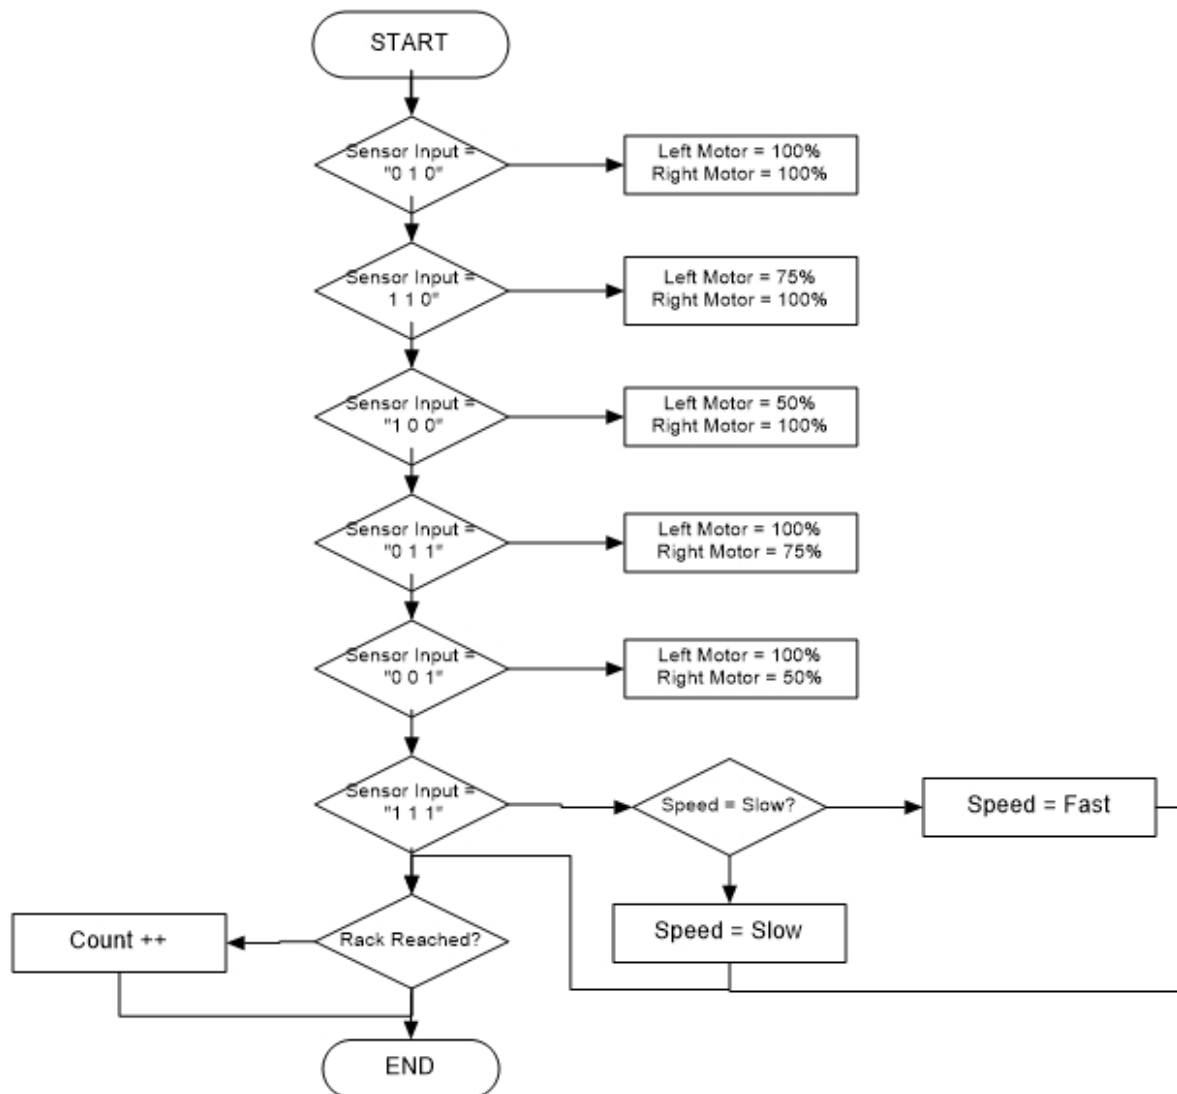 START
Sensor Input =
"0 1 0"
Left Motor = 100%
Right Motor = 100%
Sensor Input =
1 1 0"
Left Motor = 75%
Right Motor = 100%
Sensor Input =
"1 0 0"
Left Motor = 50%
Right Motor = 100%
Sensor Input =
"0 1 1"
Left Motor = 100%
Right Motor = 75%
Sensor Input =
"0 0 1"
Left Motor = 100%
Right Motor = 50%
Sensor Input =
"1 1 1"
Speed = Slow?
Speed = Fast
Speed = Slow
Rack Reached?
Count ++
END